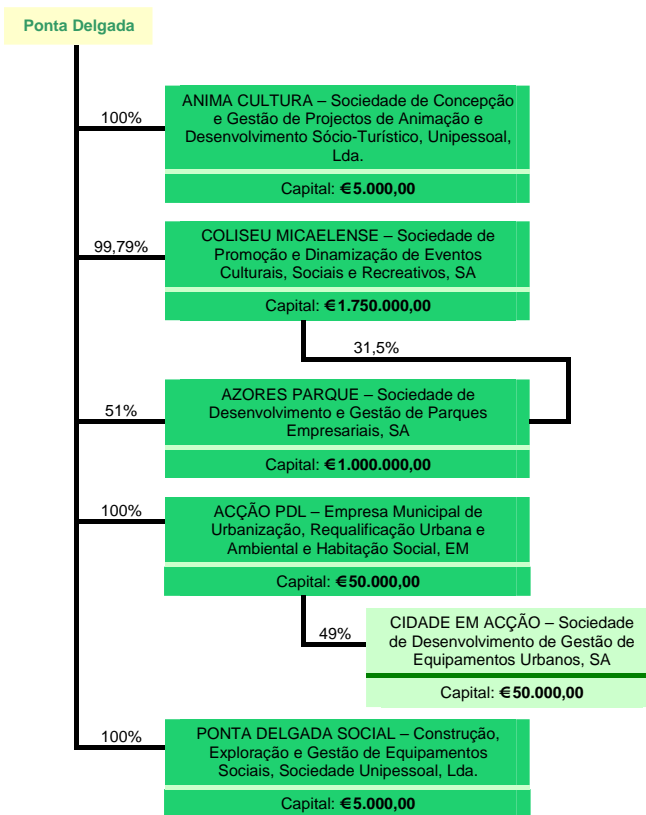 Ponta Delgada
100%
ANIMA CULTURA – Sociedade de Concepção
e Gestão de Projectos de Animação e
Desenvolvimento Sócio-Turístico, Unipessoal,
Lda.
Capital: €5.000,00
99,79%
COLISEU MICAELENSE – Sociedade de
Promoção e Dinamização de Eventos
Culturais, Sociais e Recreativos, SA
Capital: €1.750.000,00
31,5%
51%
AZORES PARQUE – Sociedade de
Desenvolvimento e Gestão de Parques
Empresariais, SA
Capital: €1.000.000,00
100%
ACÇÃO PDL – Empresa Municipal de
Urbanização, Requalificação Urbana e
Ambiental e Habitação Social, EM
Capital: €50.000,00
49%
CIDADE EM ACÇÃO – Sociedade
de Desenvolvimento de Gestão de
Equipamentos Urbanos, SA
Capital: €50.000,00
100%
PONTA DELGADA SOCIAL – Construção,
Exploração e Gestão de Equipamentos
Sociais, Sociedade Unipessoal, Lda.
Capital: €5.000,00